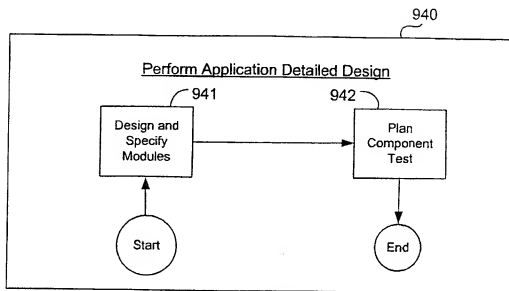 940
Perform Application Detailed Design
941
942
Design and
Specify
Modules
Plan
Component
Test
Start
End